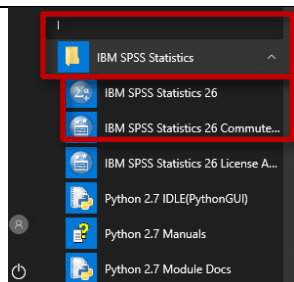 I
IBM SPSS Statistics
IBM SPSS Statistics 26
IBM SPSS Statistics 26 Commute...
IBM SPSS Statistics 26 License A...
Python 2.7 IDLE(PythonGUI)
Python 2.7 Manuals
Python 2.7 Module Docs